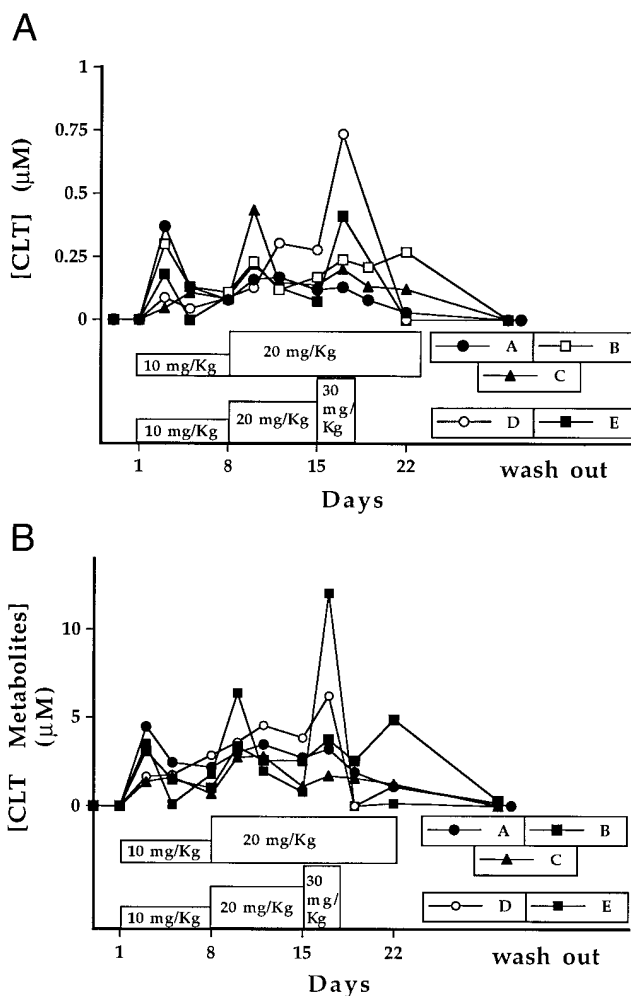 A
1
0.75
0.5
0.25
0
[CLT] (μM)
10 mg/Kg
20 mg/Kg
10 mg/Kg
20 mg/Kg
30
mg/
Kg
A
B
C
D
E
1
8
15
22
wash out
Days
B
10
5
0
[CLT Metabolites]
(μM)
10 mg/Kg
20 mg/Kg
10 mg/Kg
20 mg/Kg
30
mg/
Kg
A
B
C
D
E
1
8
15
22
wash out
Days